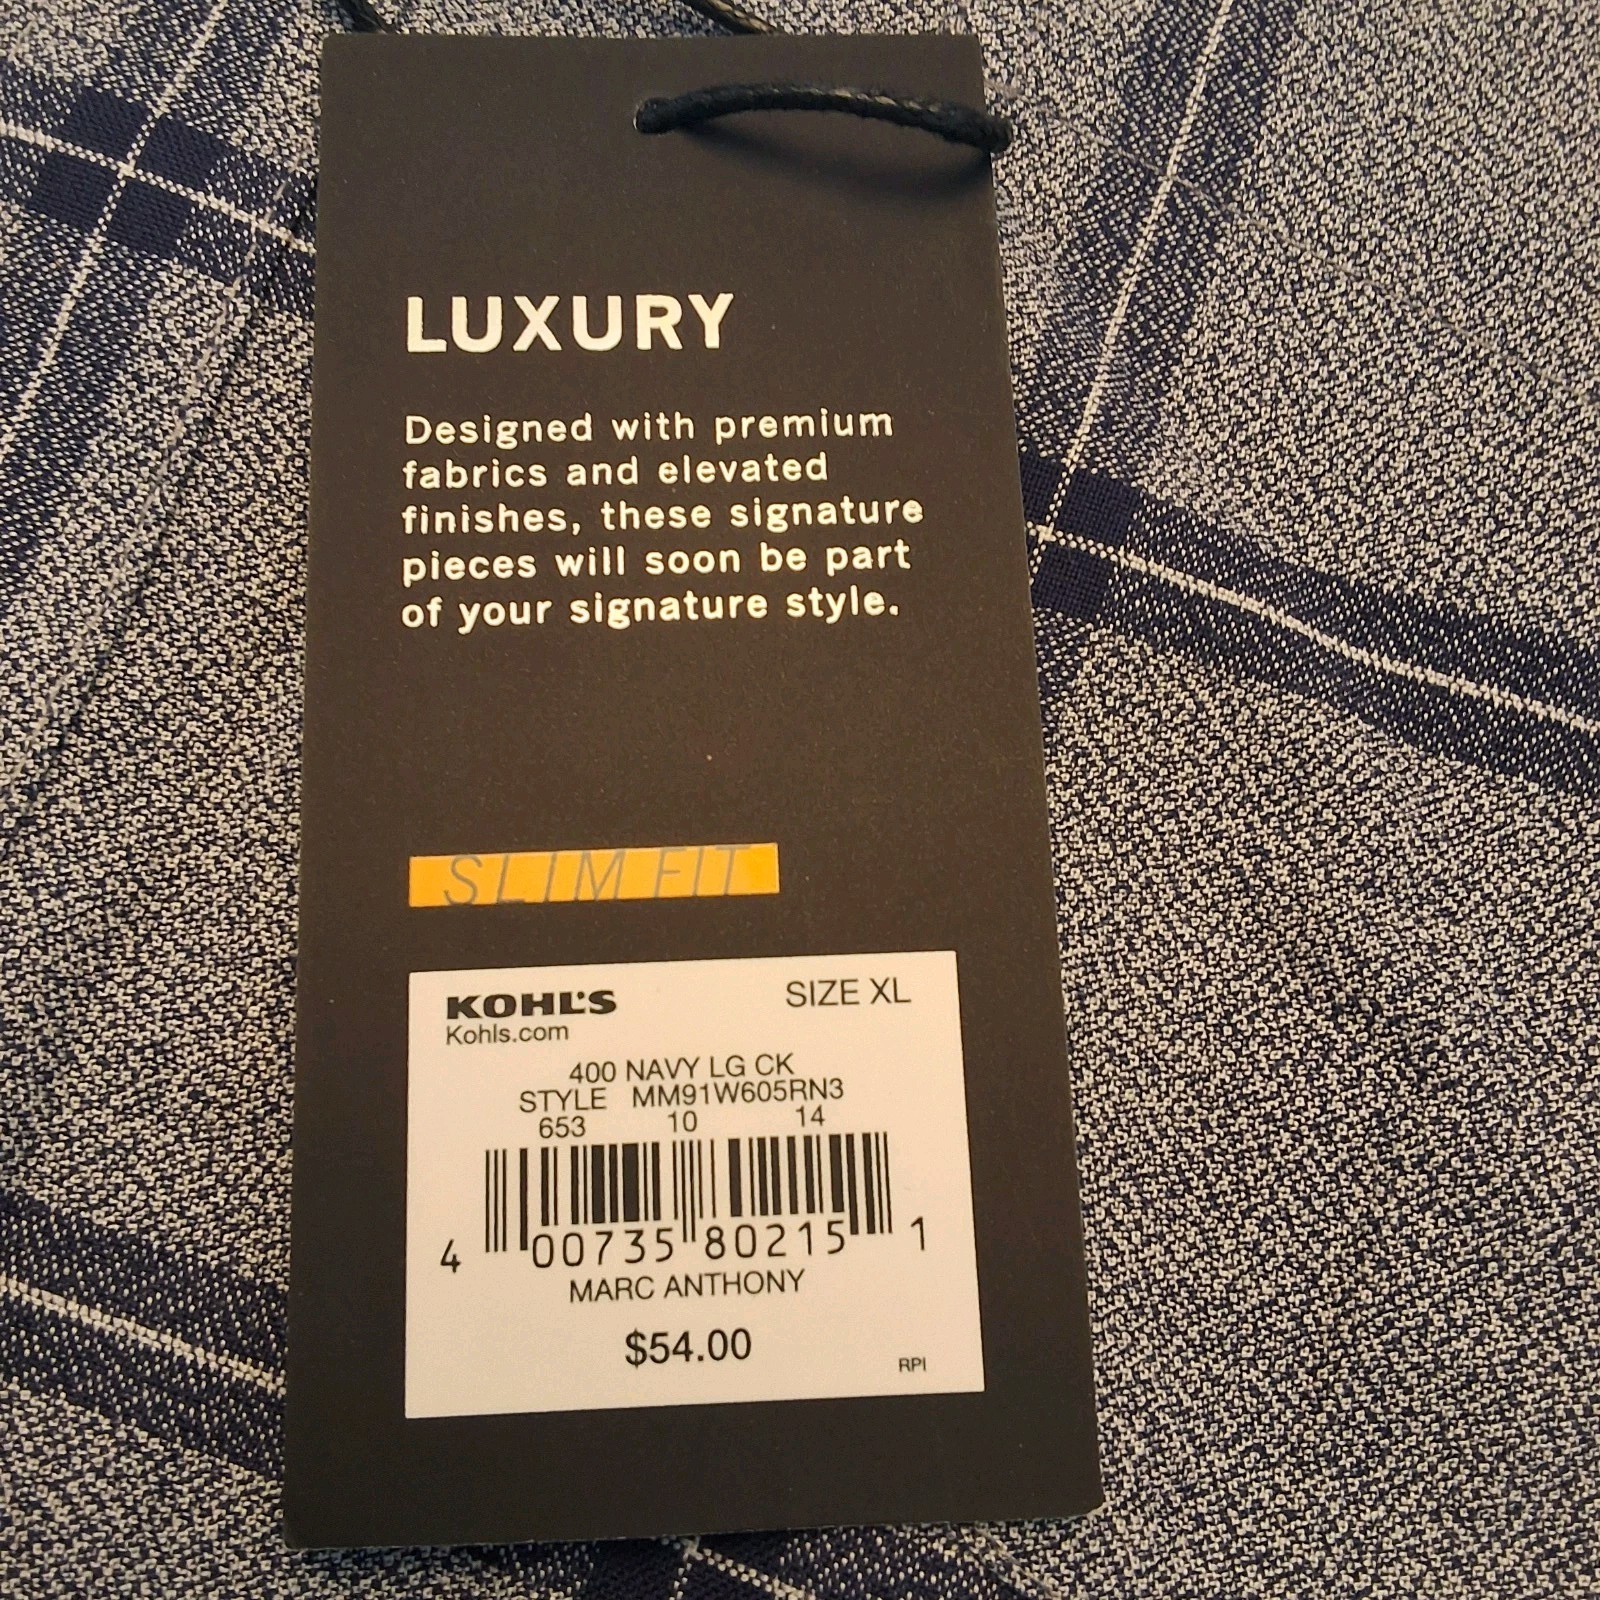 LUXURY
Designed with premium
fabrics and elevated
finishes, these signature
pieces will soon be part
of your signature style.
SLIM FIT
KOHL'S
SIZE XL
Kohls.com
400 NAVY LG CK
STYLE MM91W605RN3
653 10 14
4 00735 80215 1
MARC ANTHONY
$54.00
RPI